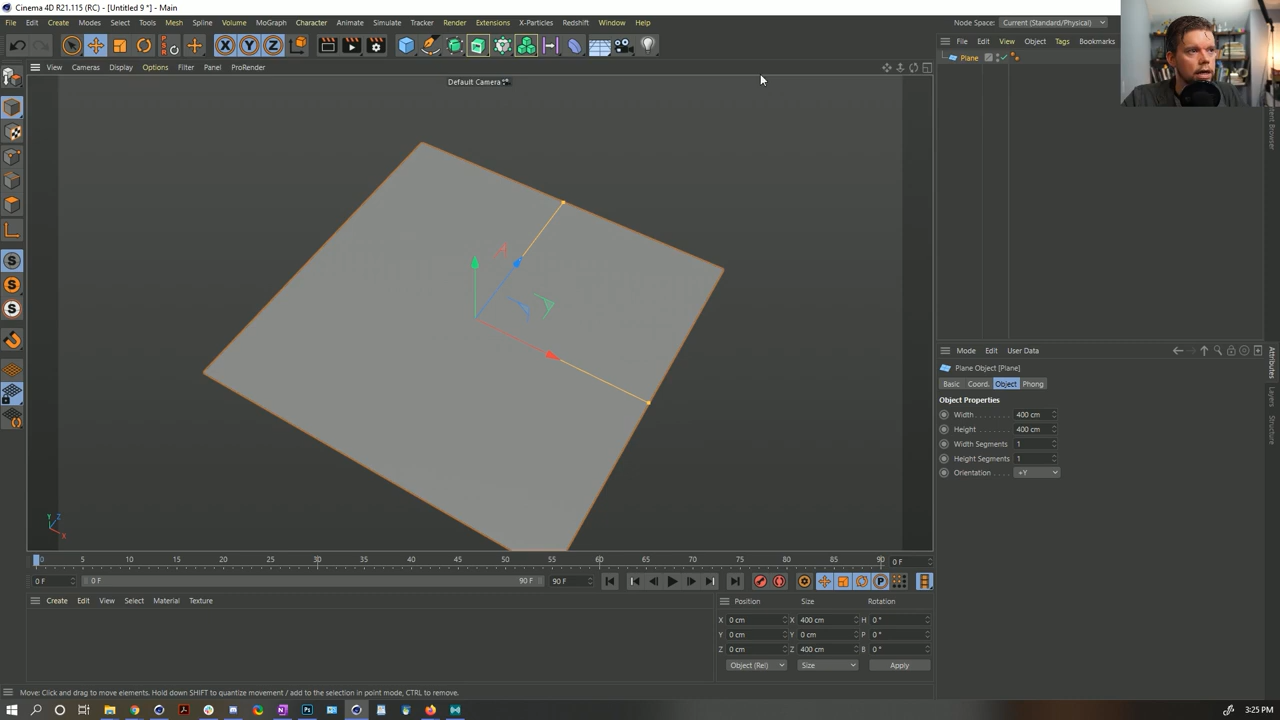 Cinema 4D R21.115 (RC) - [Untitled 9 *] - Main
File Edit Create Modes Select Tools Mesh Spline Volume MoGraph Character Animate Simulate Tracker Render Extensions X-Particles Redshift Window Help
Node Space: Current (Standard/Physical)
File Edit View Object Tags Bookmarks
View Cameras Display Options Filter Panel ProRender
Default Camera
Plane
Content Browser
Mode Edit User Data
Plane Object [Plane]
Basic Coord. Object Phong
Object Properties
Width 400 cm
Height 400 cm
Width Segments 1
Height Segments 1
Orientation +Y
Attributes
Layers
Structure
Y Z X
0 5 10 15 20 25 30 35 40 45 50 55 60 65 70 75 80 85 90
0 F
0 F 0 F 90 F 90 F
Create Edit View Select Material Texture
Position Size Rotation
X 0 cm X 400 cm H 0 °
Y 0 cm Y 0 cm P 0 °
Z 0 cm Z 400 cm B 0 °
Object (Rel) Size Apply
Move: Click and drag to move elements. Hold down SHIFT to quantize movement / add to the selection in point mode, CTRL to remove.
3:25 PM